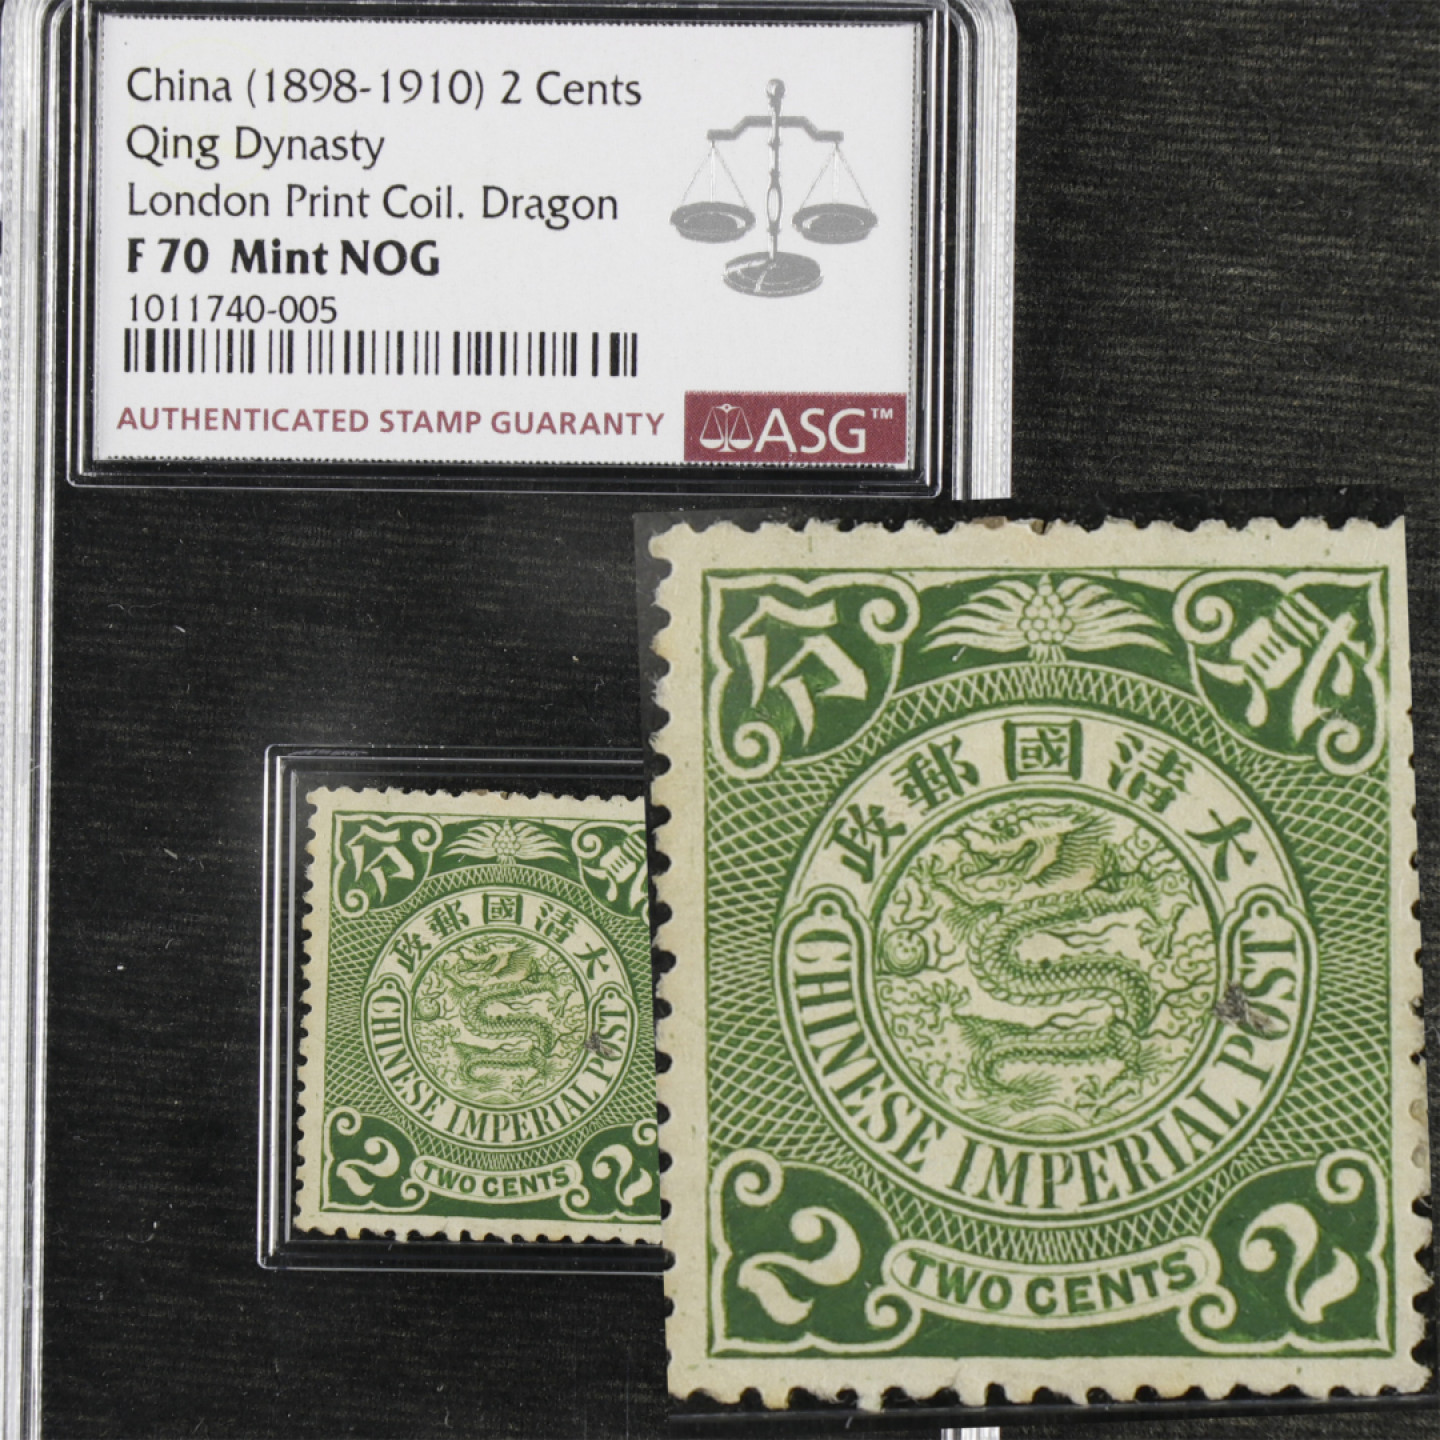 China (1898-1910) 2 Cents
Qing Dynasty
London Print Coil. Dragon
F 70 Mint NOG
1011740-005
AUTHENTICATED STAMP GUARANTY
ASG™
分 貳
大清國郵政
CHINESE IMPERIAL POST
2 TWO CENTS 2
分 貳
大清國郵政
CHINESE IMPERIAL POST
2 TWO CENTS 2